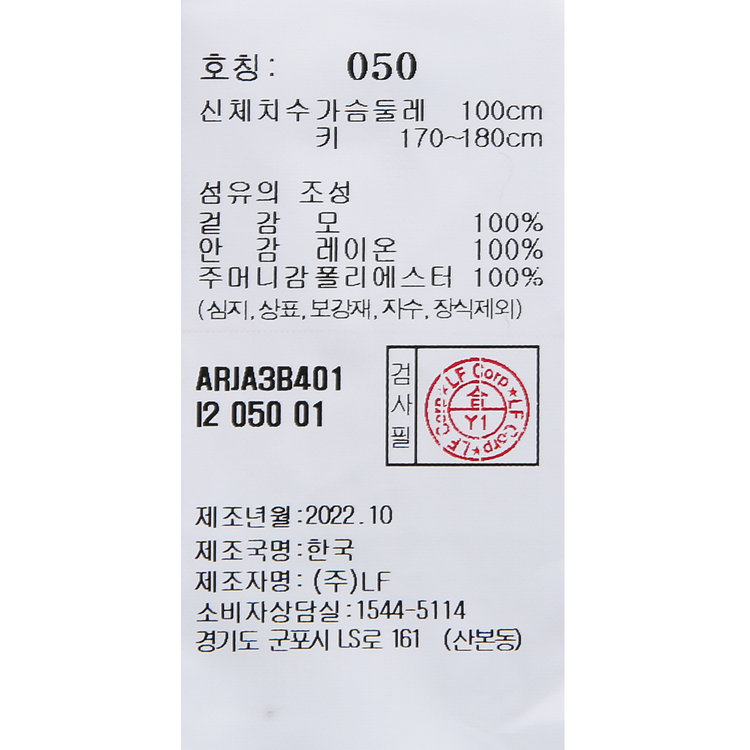 호칭: 050
신체치수가슴둘레 100cm
키 170~180cm
섬유의 조성
겉 감 모 100%
안 감 레이온 100%
주머니감폴리에스터 100%
(심지,상표,보강재,자수,장식제외)
ARJA3B401
I2 050 01
검사필
LF Corp★LF Corp★LF Corp★
Y1
제조년월:2022.10
제조국명:한국
제조자명: (주)LF
소비자상담실:1544-5114
경기도 군포시 LS로 161 (산본동)